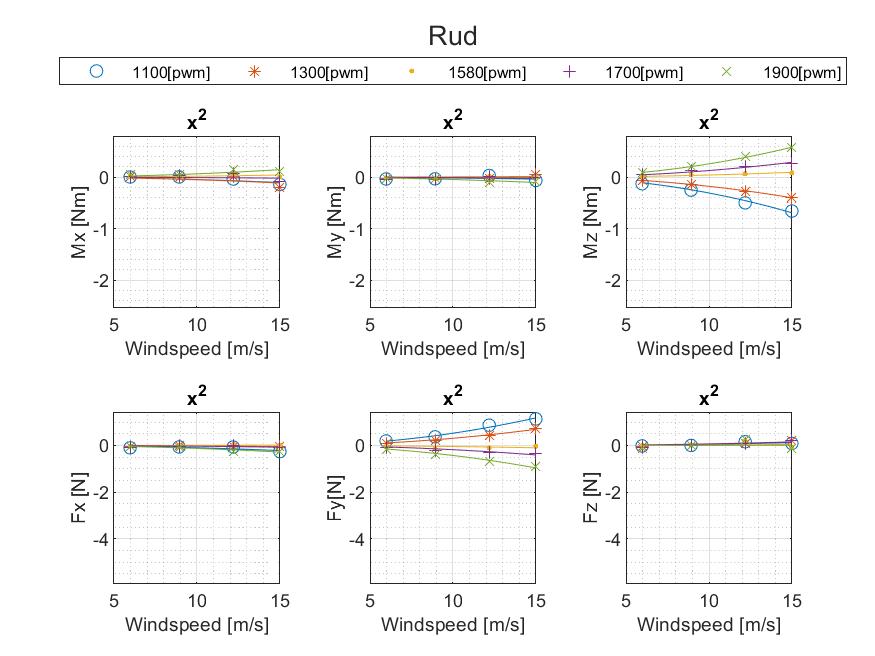 Rud
1100[pwm] 1300[pwm] 1580[pwm] 1700[pwm] 1900[pwm]
x² x² x²
0 0 0
-1 -1 -1
-2 -2 -2
Mx [Nm] My [Nm] Mz [Nm]
5 10 15 5 10 15 5 10 15
Windspeed [m/s] Windspeed [m/s] Windspeed [m/s]
x² x² x²
0 0 0
-2 -2 -2
-4 -4 -4
Fx [N] Fy[N] Fz [N]
5 10 15 5 10 15 5 10 15
Windspeed [m/s] Windspeed [m/s] Windspeed [m/s]